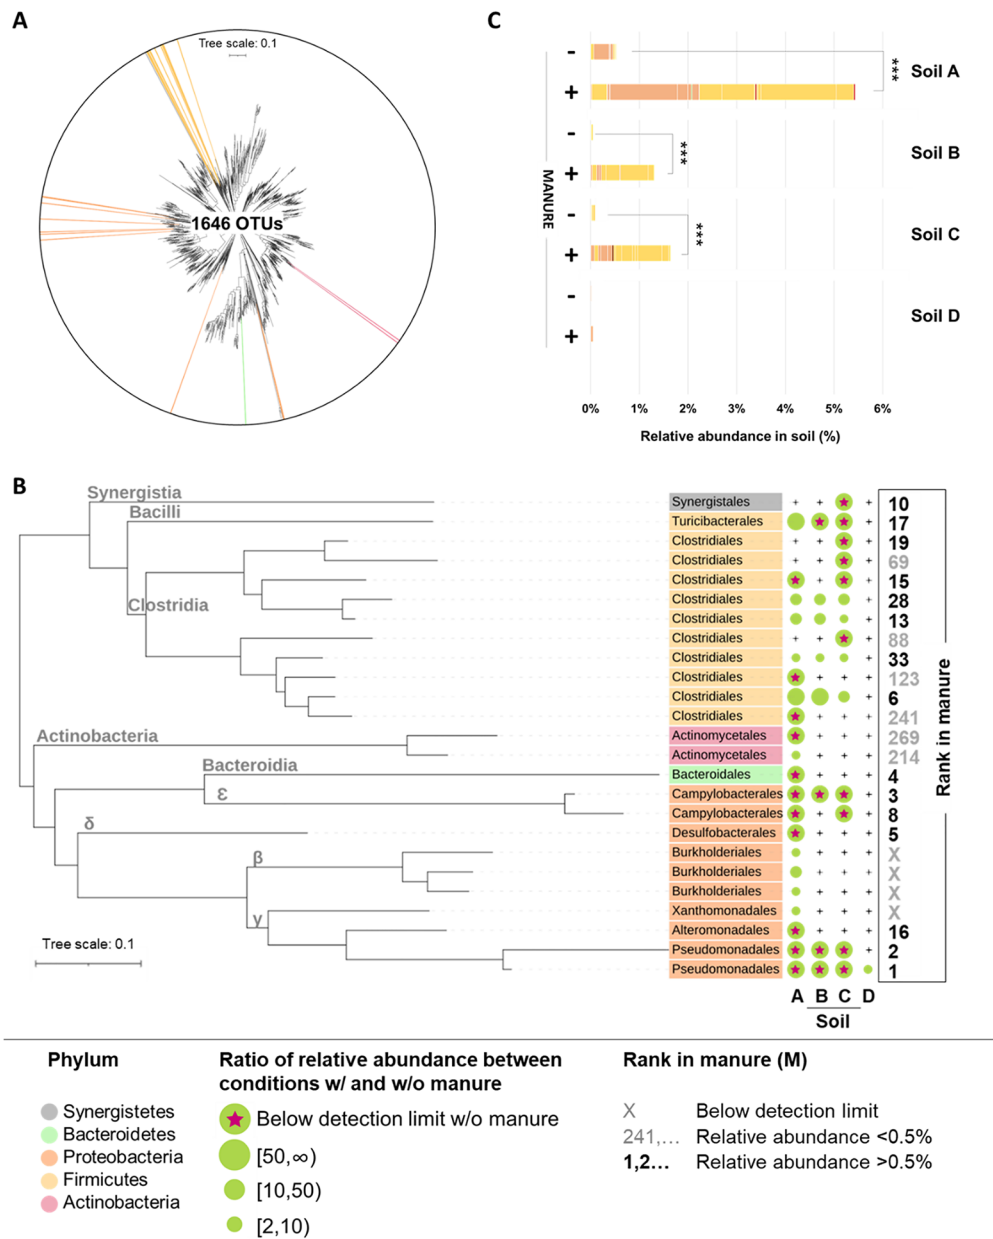 A
Tree scale: 0.1
1646 OTUs
C
MANURE
-
+
-
+
-
+
-
+
***
***
***
Soil A
Soil B
Soil C
Soil D
0% 1% 2% 3% 4% 5% 6%
Relative abundance in soil (%)
B
Synergistia
Bacilli
Clostridia
Actinobacteria
Bacteroidia
ε
δ
β
γ
Tree scale: 0.1
Synergistales + + ★ + 10
Turicibacterales ★ ★ + 17
Clostridiales + + ★ + 19
Clostridiales + + ★ + 69
Clostridiales ★ + ★ + 15
Clostridiales + 28
Clostridiales + 13
Clostridiales + + ★ + 88
Clostridiales + 33
Clostridiales ★ + + + 123
Clostridiales + 6
Clostridiales ★ + + + 241
Actinomycetales ★ + + + 269
Actinomycetales + + + 214
Bacteroidales ★ + + + 4
Campylobacterales ★ ★ ★ + 3
Campylobacterales ★ + ★ + 8
Desulfobacterales ★ + + + 5
Burkholderiales + + + X
Burkholderiales + + + X
Burkholderiales + + + X
Xanthomonadales + + + X
Alteromonadales ★ + + + 16
Pseudomonadales ★ ★ ★ + 2
Pseudomonadales ★ ★ ★ 1
A B C D
Soil
Rank in manure
Phylum
Synergistetes
Bacteroidetes
Proteobacteria
Firmicutes
Actinobacteria
Ratio of relative abundance between
conditions w/ and w/o manure
Below detection limit w/o manure
[50,∞)
[10,50)
[2,10)
Rank in manure (M)
X Below detection limit
241,... Relative abundance <0.5%
1,2... Relative abundance >0.5%